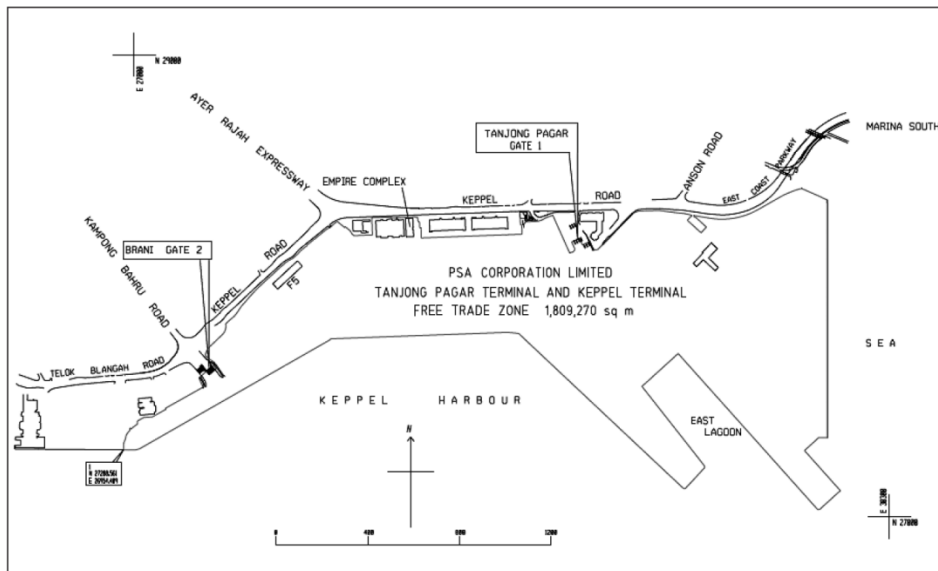 N 29000
E 27000
AYER RAJAH EXPRESSWAY
TANJONG PAGAR
GATE 1
ANSON ROAD
MARINA SOUTH
EAST COAST PARKWAY
EMPIRE COMPLEX
KEPPEL ROAD
KAMPONG BAHRU ROAD
BRANI GATE 2
KEPPEL ROAD
F5
PSA CORPORATION LIMITED
TANJONG PAGAR TERMINAL AND KEPPEL TERMINAL
FREE TRADE ZONE 1,809,270 sq m
SEA
TELOK BLANGAH ROAD
KEPPEL HARBOUR
EAST
LAGOON
N
1
0 400 800 1200
N 27000